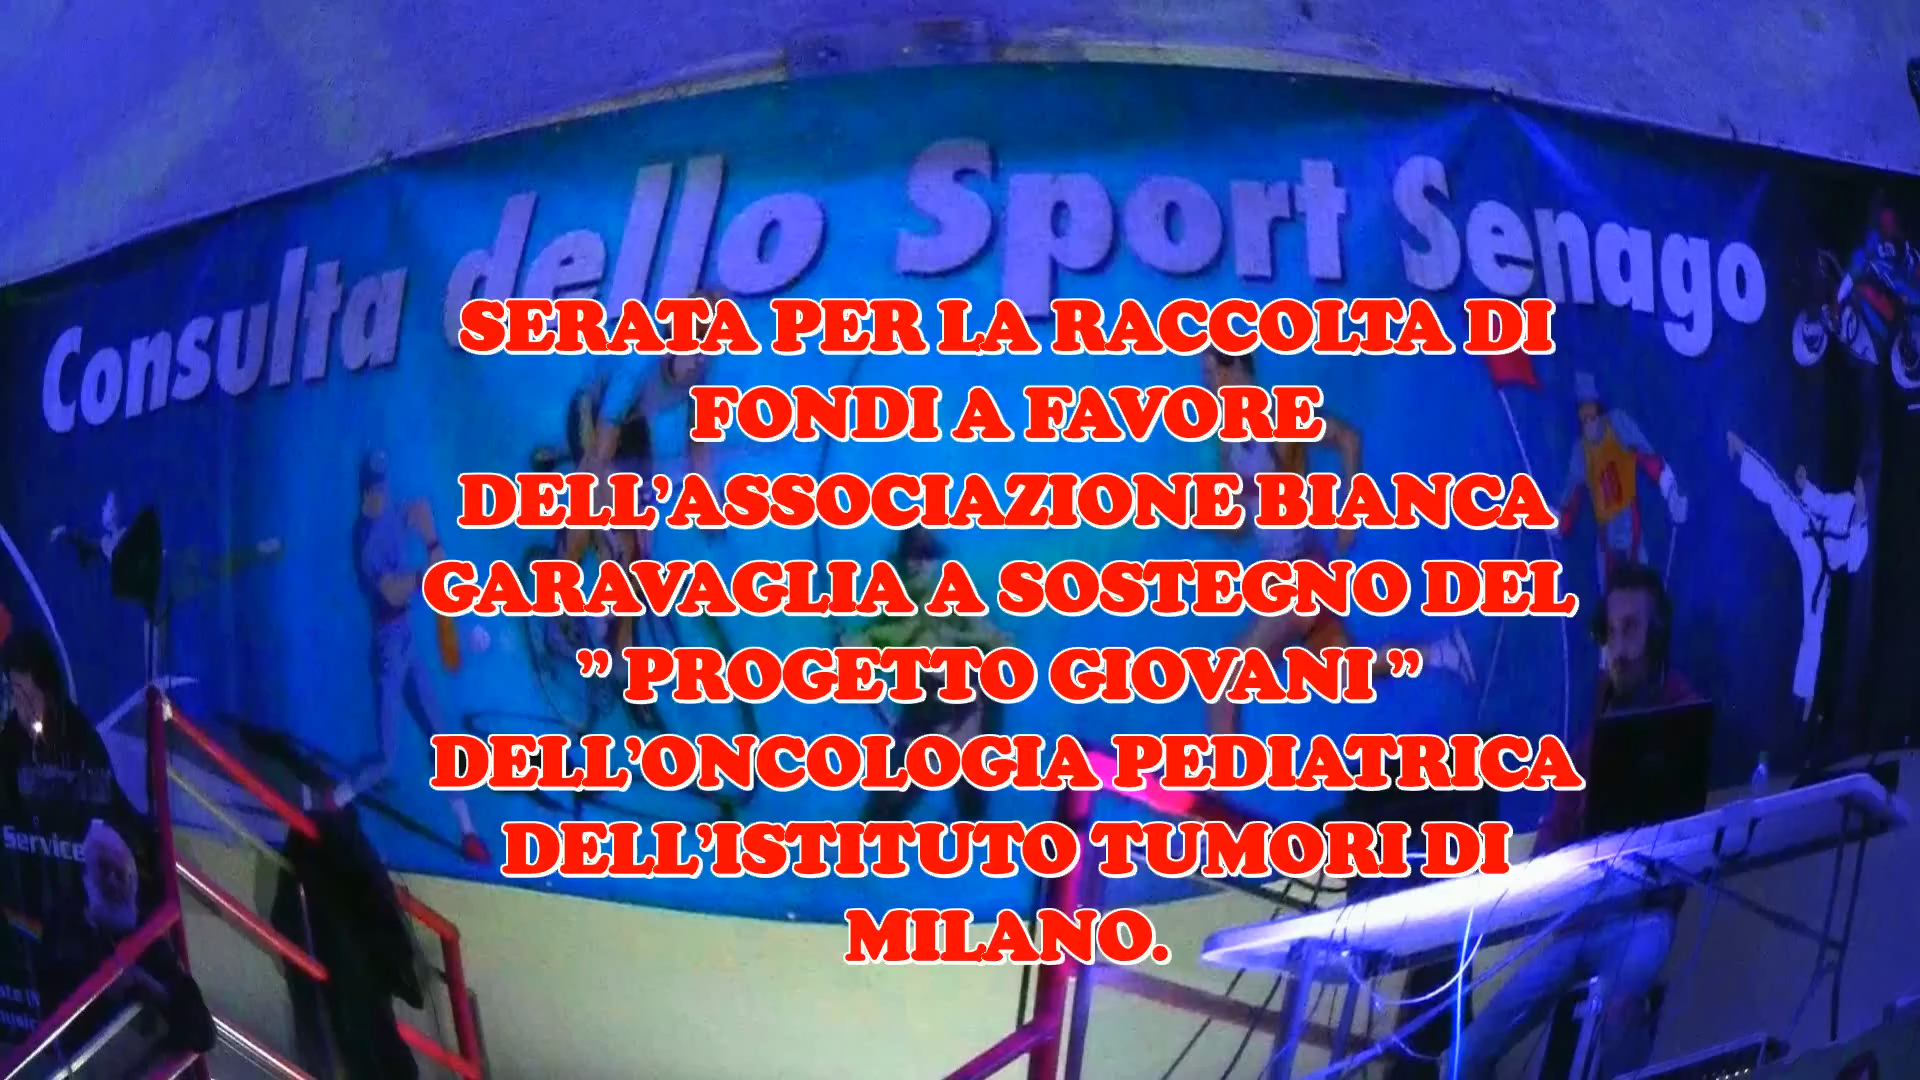 Consulta dello Sport Senago
SERATA PER LA RACCOLTA DI
FONDI A FAVORE
DELL’ASSOCIAZIONE BIANCA
GARAVAGLIA A SOSTEGNO DEL
” PROGETTO GIOVANI ”
DELL’ONCOLOGIA PEDIATRICA
DELL’ISTITUTO TUMORI DI
MILANO.
Service